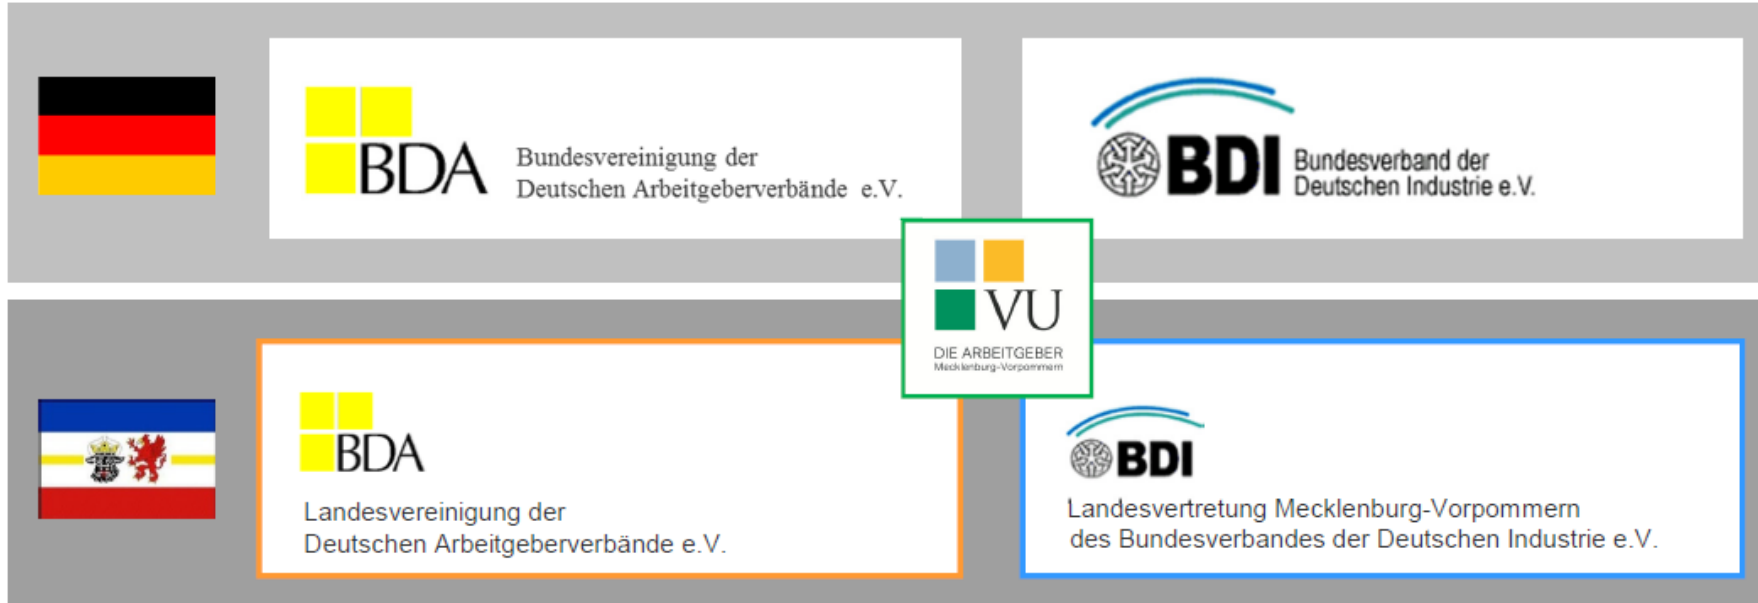 BDA
Bundesvereinigung der
Deutschen Arbeitgeberverbände e.V.
BDI
Bundesverband der
Deutschen Industrie e.V.
VU
DIE ARBEITGEBER
Mecklenburg-Vorpommern
BDA
Landesvereinigung der
Deutschen Arbeitgeberverbände e.V.
BDI
Landesvertretung Mecklenburg-Vorpommern
des Bundesverbandes der Deutschen Industrie e.V.